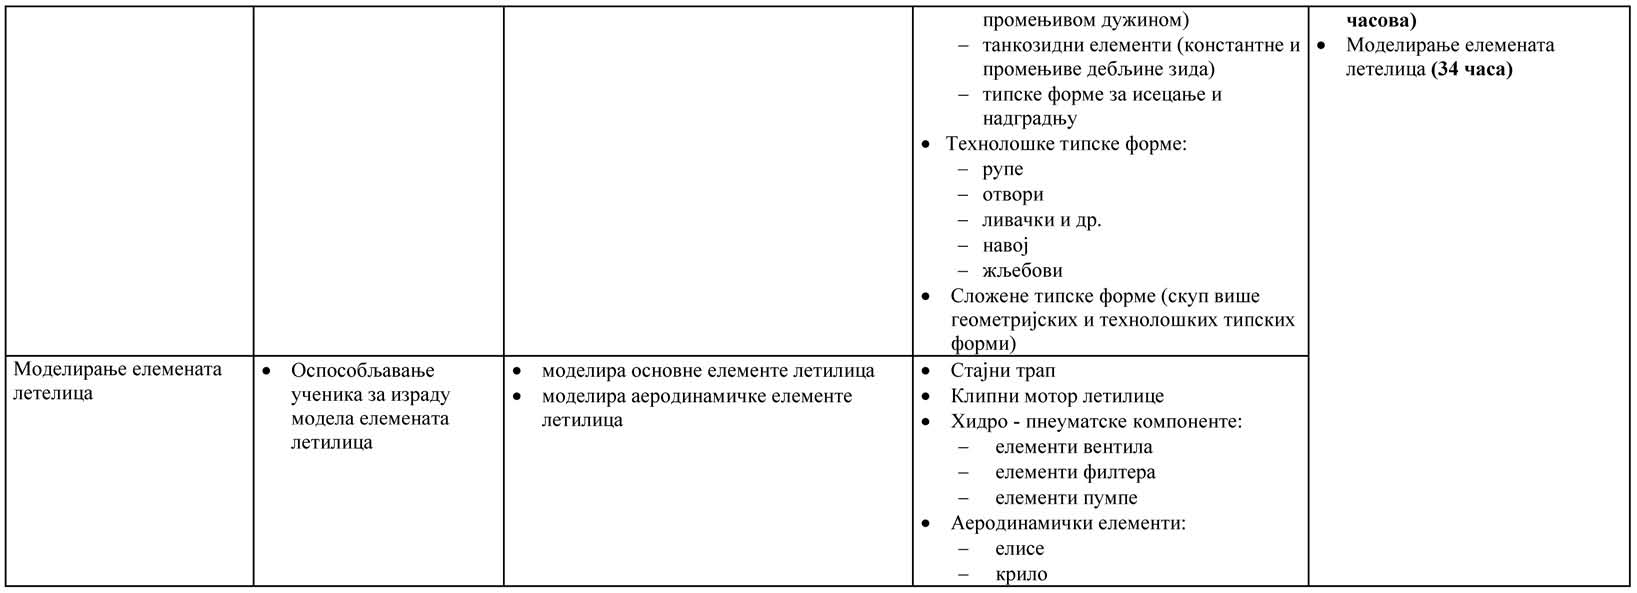 променљивом дужином)
– танкозидни елементи (константне и
промењиве дебљине зида)
– типске форме за исецање и
надградњу
• Технолошке типске форме:
– рупе
– отвори
– ливачки и др.
– навој
– жљебови
• Сложене типске форме (скуп више
геометријских и технолошких типских
форми)
часова)
• Моделирање елемената
летелица (34 часа)
Моделирање елемената
летелица
• Оспособљавање
ученика за израду
модела елемената
летилица
• моделира основне елементе летилица
• моделира аеродинамичке елементе
летилица
• Стајни трап
• Клипни мотор летилице
• Хидро - пнеуматске компоненте:
– елементи вентила
– елементи филтера
– елементи пумпе
• Аеродинамички елементи:
– елисе
– крило